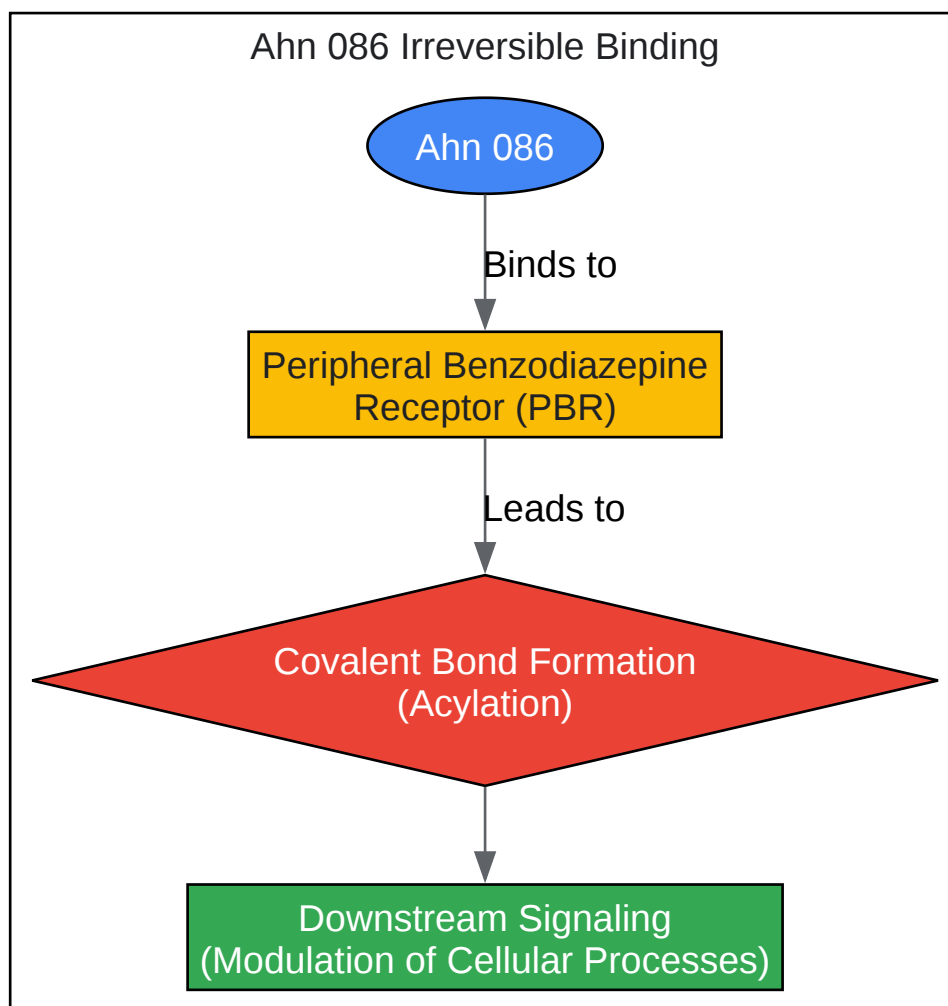 Ahn 086 Irreversible Binding
Ahn 086
Binds to
Peripheral Benzodiazepine
Receptor (PBR)
Leads to
Covalent Bond Formation
(Acylation)
Downstream Signaling
(Modulation of Cellular Processes)